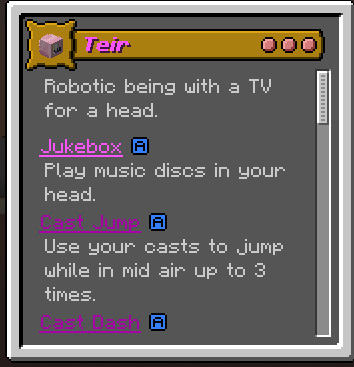 Teir
Robotic being with a TV
for a head.
Jukebox A
Play music discs in your
head.
Cast Jump A
Use your casts to jump
while in mid air up to 3
times.
Cast Dash A